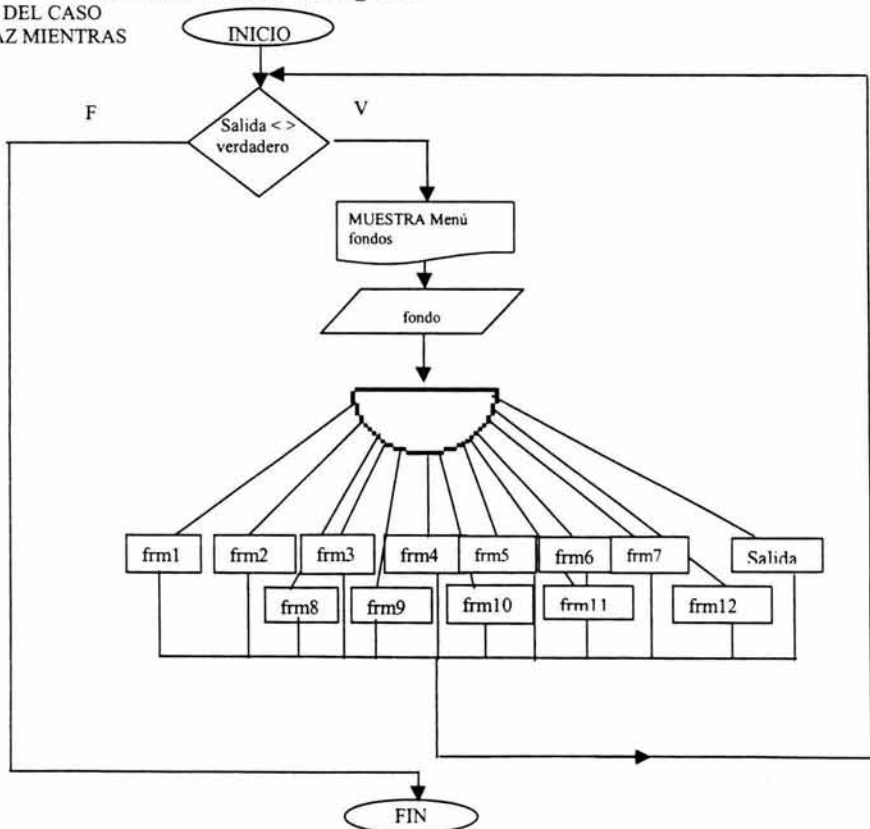 DEL CASO
AZ MIENTRAS
INICIO
F
V
Salida < >
verdadero
MUESTRA Menú
fondos
fondo
frm1
frm2
frm3
frm4
frm5
frm6
frm7
Salida
frm8
frm9
frm10
frm11
frm12
FIN